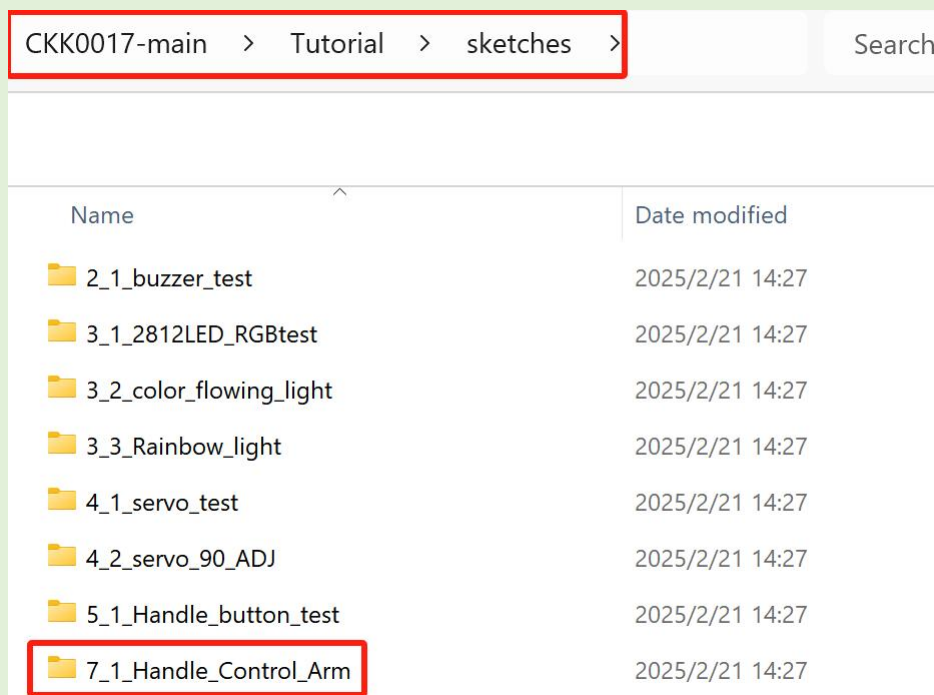 CKK0017-main > Tutorial > sketches > Search
Name Date modified
2_1_buzzer_test 2025/2/21 14:27
3_1_2812LED_RGBtest 2025/2/21 14:27
3_2_color_flowing_light 2025/2/21 14:27
3_3_Rainbow_light 2025/2/21 14:27
4_1_servo_test 2025/2/21 14:27
4_2_servo_90_ADJ 2025/2/21 14:27
5_1_Handle_button_test 2025/2/21 14:27
7_1_Handle_Control_Arm 2025/2/21 14:27